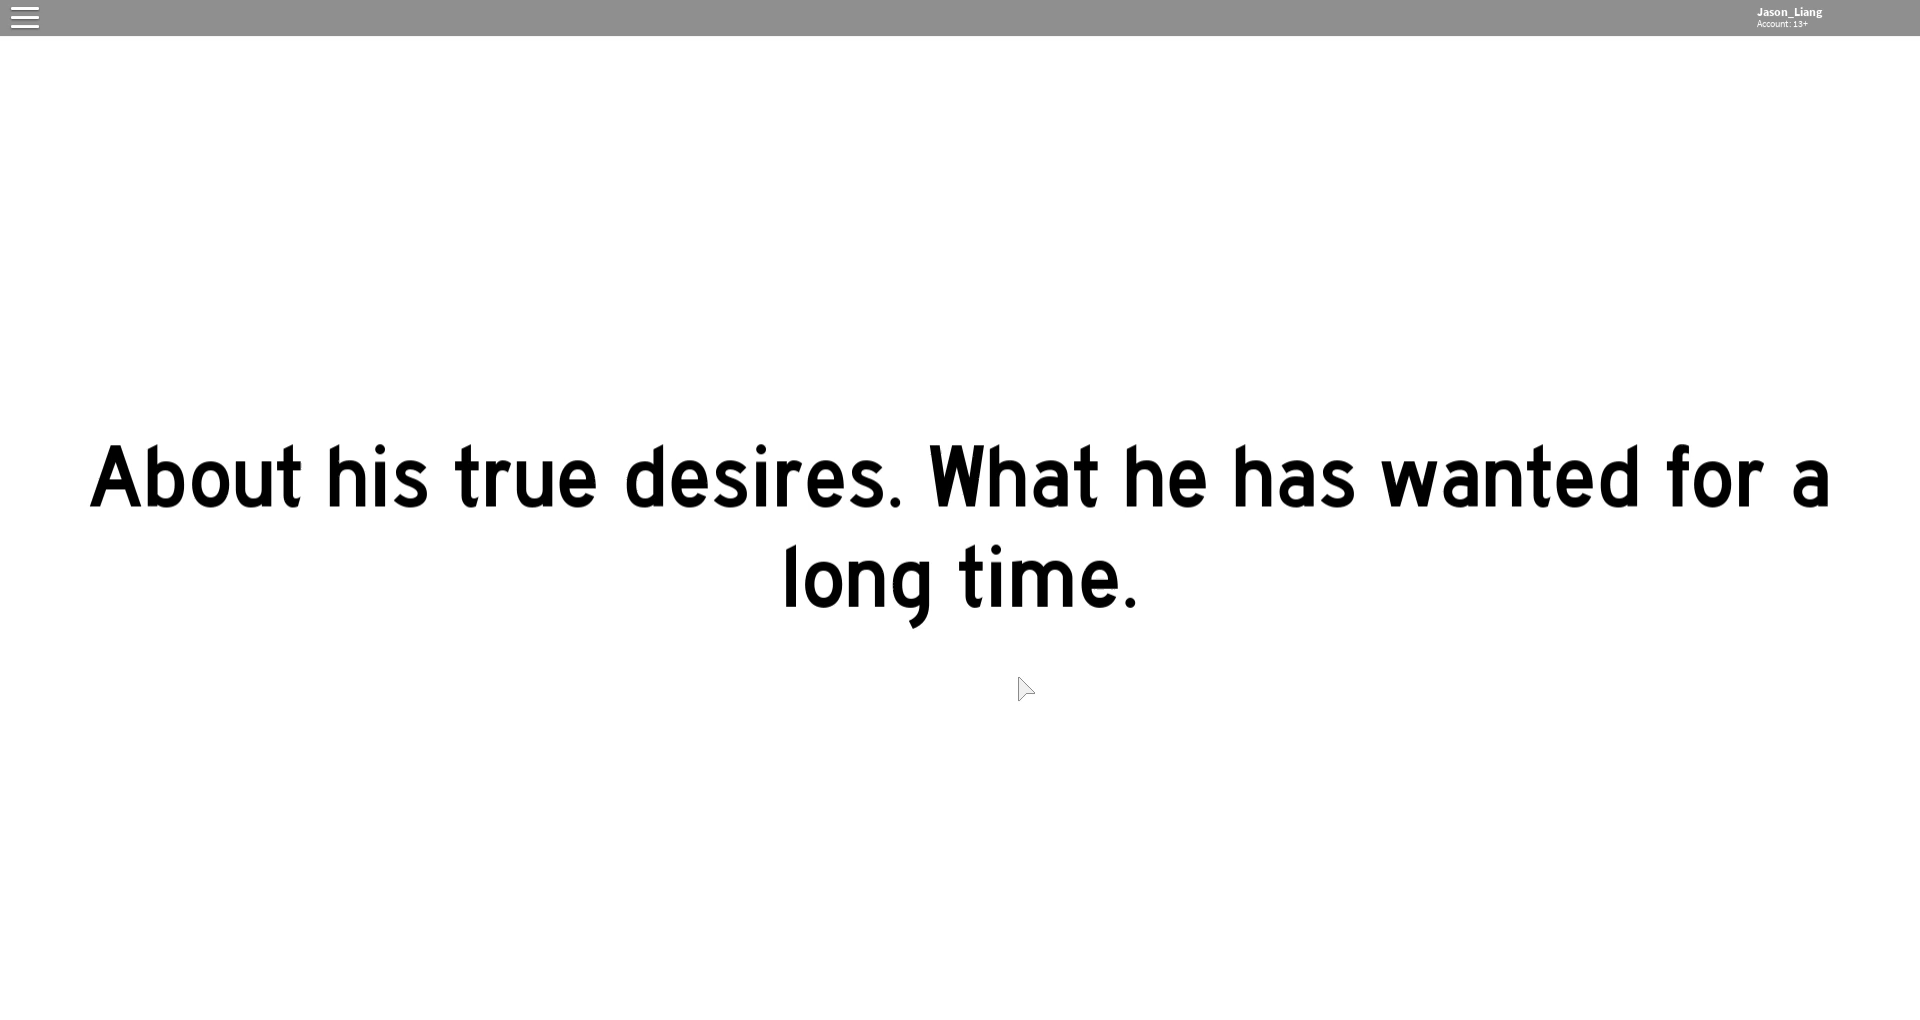 Jason_Liang
Account: 13+
About his true desires. What he has wanted for a
long time.